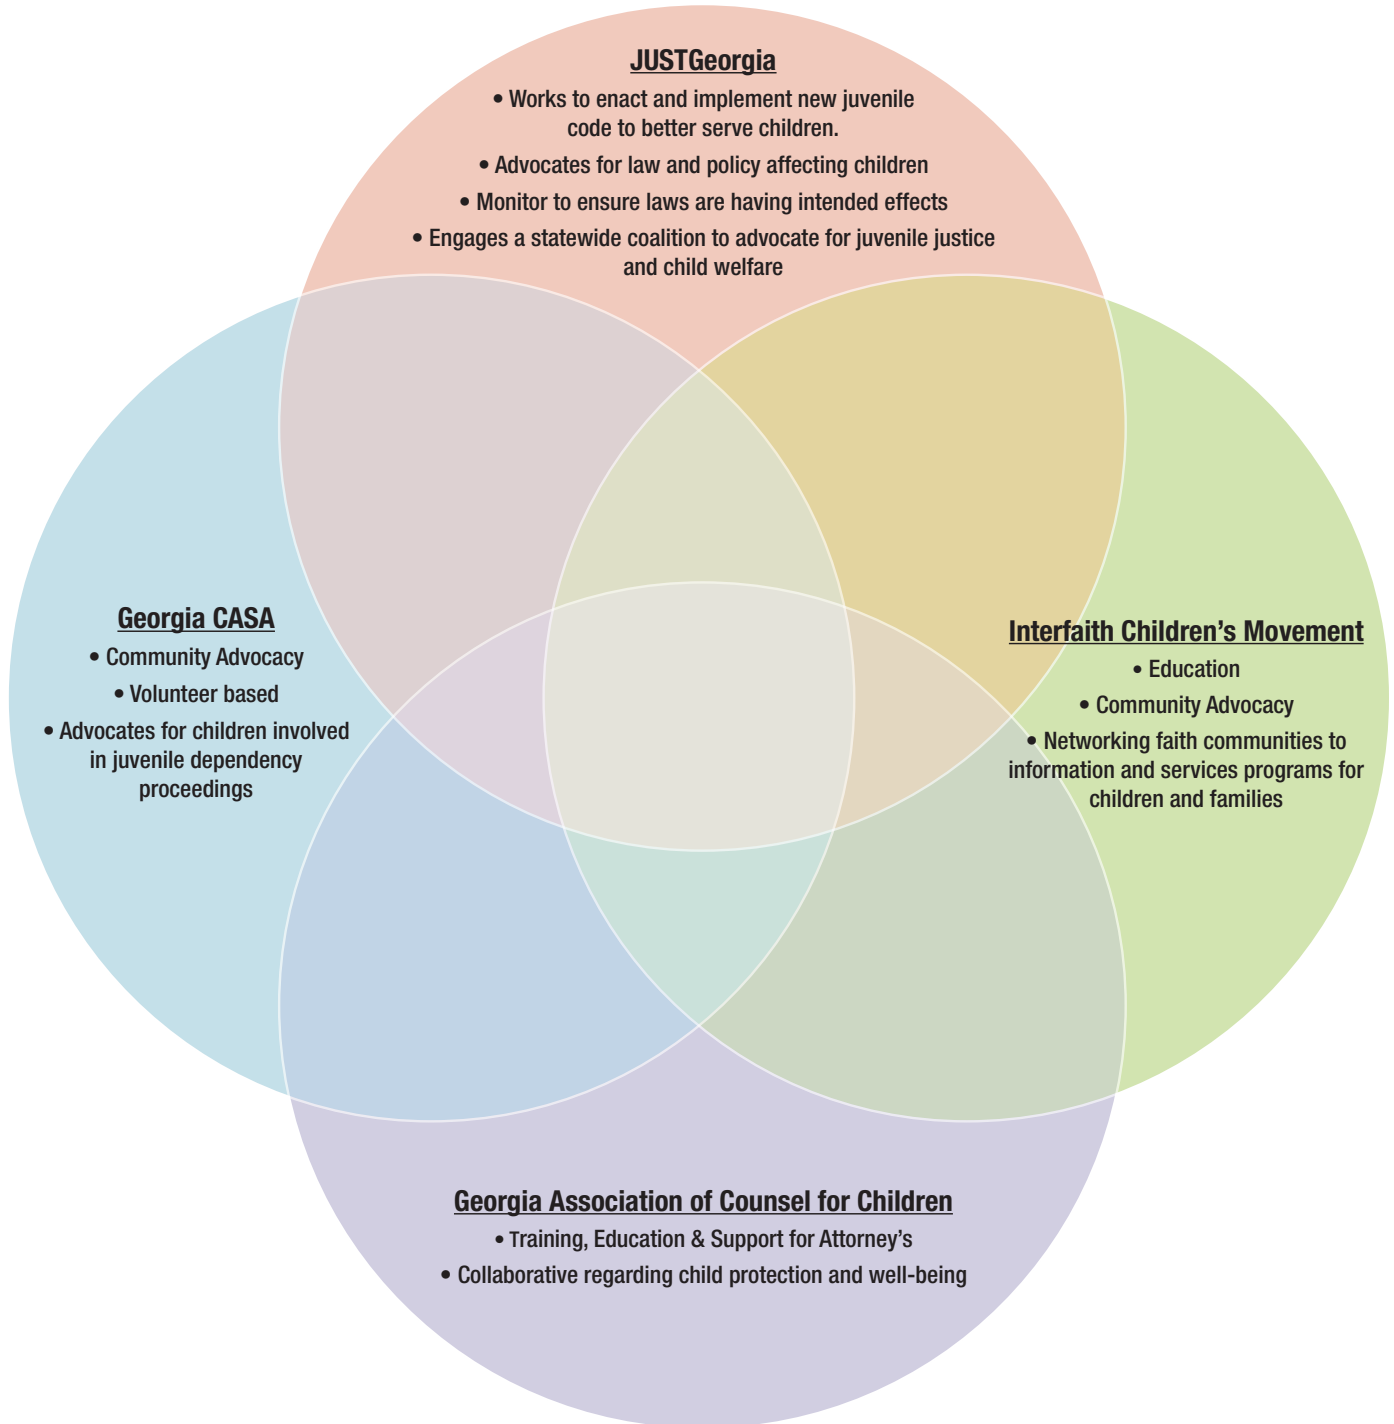 JUSTGeorgia
• Works to enact and implement new juvenile
code to better serve children.
• Advocates for law and policy affecting children
• Monitor to ensure laws are having intended effects
• Engages a statewide coalition to advocate for juvenile justice
and child welfare
Georgia CASA
• Community Advocacy
• Volunteer based
• Advocates for children involved
in juvenile dependency
proceedings
Interfaith Children’s Movement
• Education
• Community Advocacy
• Networking faith communities to
information and services programs for
children and families
Georgia Association of Counsel for Children
• Training, Education & Support for Attorney’s
• Collaborative regarding child protection and well-being